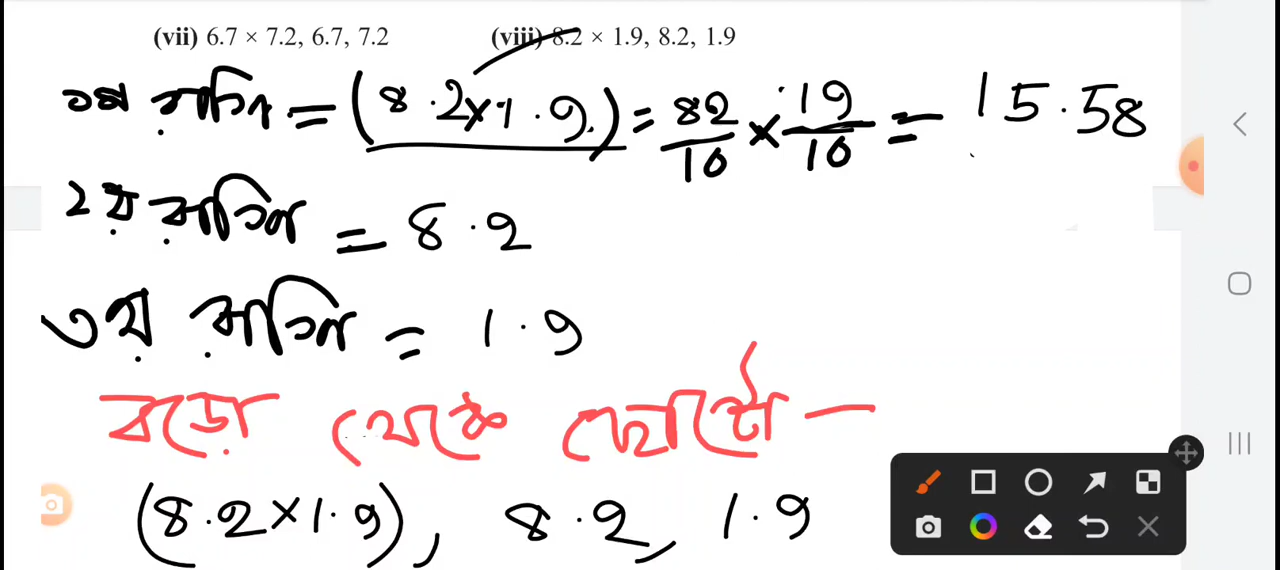 (vii) 6.7 × 7.2, 6.7, 7.2 (viii) 8.2 × 1.9, 8.2, 1.9
১ম রাশি = (8.2×1.9) = 82/10 × 19/10 = 15.58
২য় রাশি = 8.2
৩য় রাশি = 1.9
বড়ো থেকে ছোটো —
(8.2×1.9), 8.2, 1.9